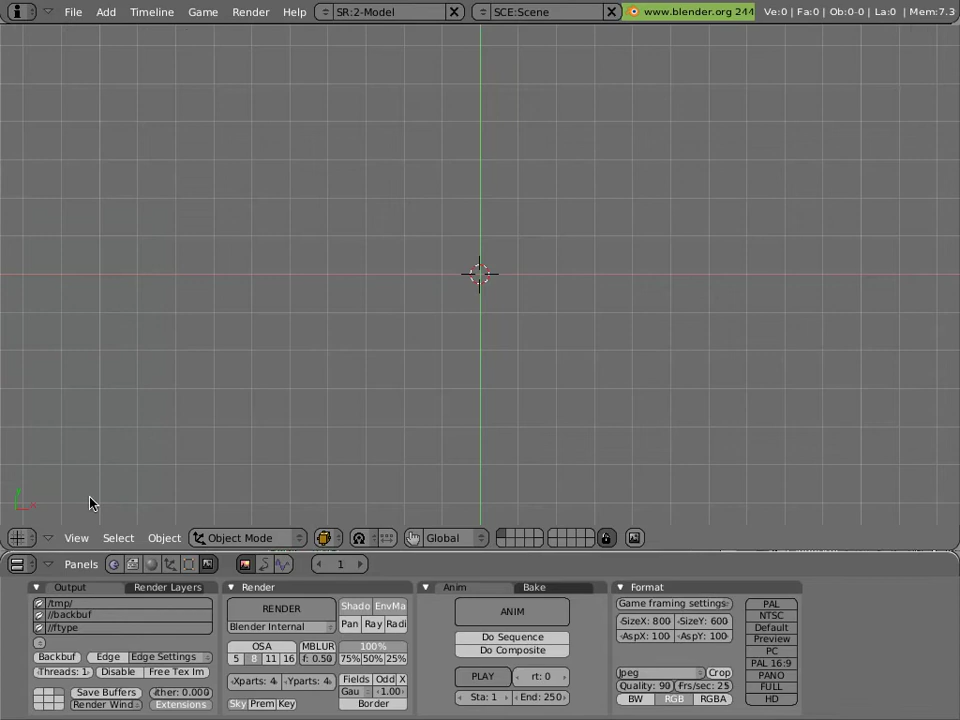 File Add Timeline Game Render Help SR:2-Model SCE:Scene www.blender.org 244 Ve:0 | Fa:0 | Ob:0-0 | La:0 | Mem:7.3
y
x
View Select Object Object Mode Global
Panels 1
Output Render Layers
/tmp/
//backbuf
//ftype
Backbuf Edge Edge Settings
Threads: 1 Disable Free Tex Im
Save Buffers ther: 0.000
Render Wind Extensions
Render
RENDER Shado EnvMa
Blender Internal Pan Ray Radi
OSA MBLUR 100%
5 8 11 16 f: 0.50 75% 50% 25%
Xparts: 4 Yparts: 4 Fields Odd X
Gau 1.00
Sky Prem Key Border
Anim Bake
ANIM
Do Sequence
Do Composite
PLAY rt: 0
Sta: 1 End: 250
Format
Game framing settings: PAL
NTSC
SizeX: 800 SizeY: 600 Default
AspX: 100 AspY: 100 Preview
PC
PAL 16:9
Jpeg Crop PANO
Quality: 90 Frs/sec: 25 FULL
BW RGB RGBA HD